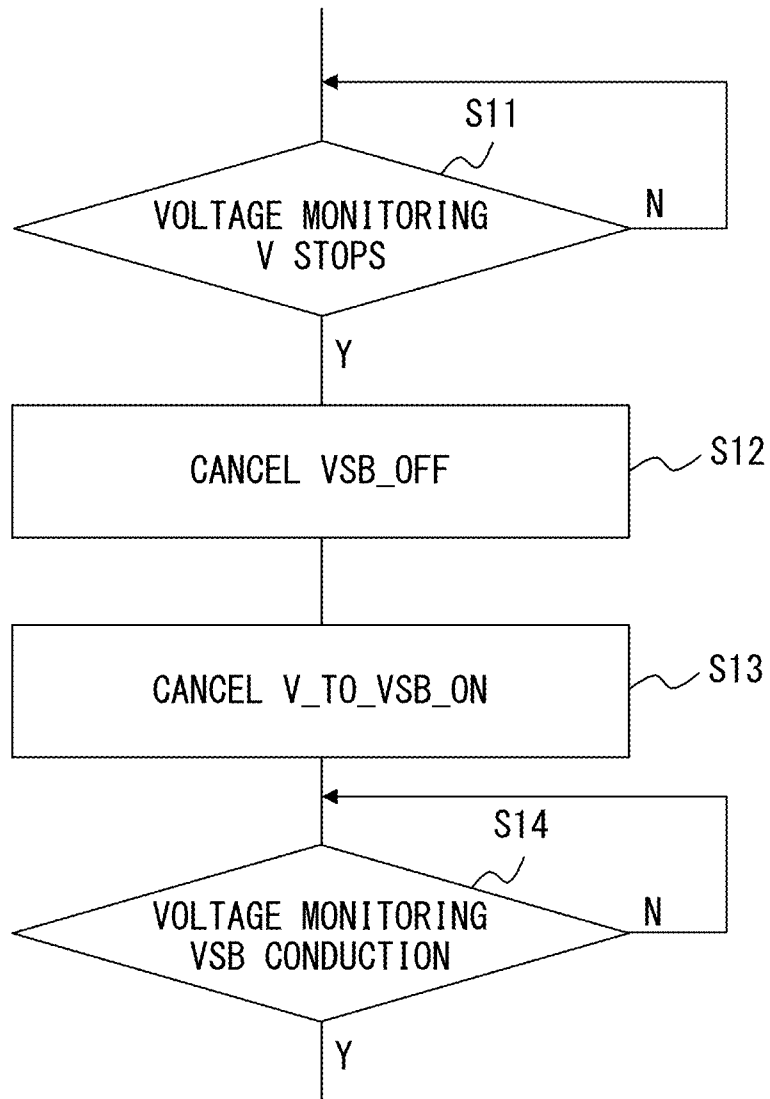 S11
VOLTAGE MONITORING
V STOPS
N
Y
CANCEL VSB_OFF
S12
CANCEL V_TO_VSB_ON
S13
S14
VOLTAGE MONITORING
VSB CONDUCTION
N
Y